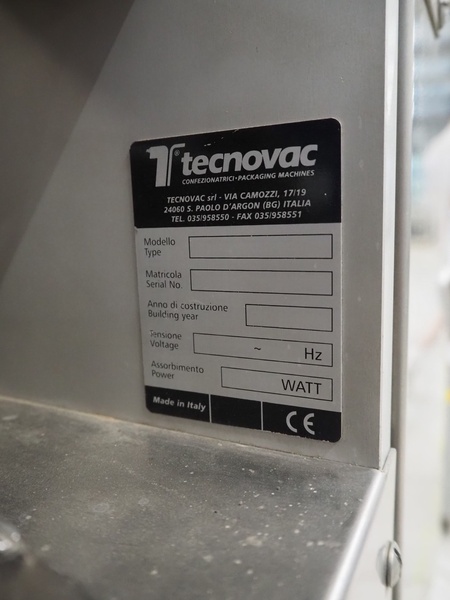 T® tecnovac
CONFEZIONATRICI • PACKAGING MACHINES
TECNOVAC srl - VIA CAMOZZI, 17/19
24060 S. PAOLO D'ARGON (BG) ITALIA
TEL. 035/958550 - FAX 035/958551
Modello
Type
Matricola
Serial No.
Anno di costruzione
Building year
Tensione
Voltage
~ Hz
Assorbimento
Power
WATT
Made in Italy
CE